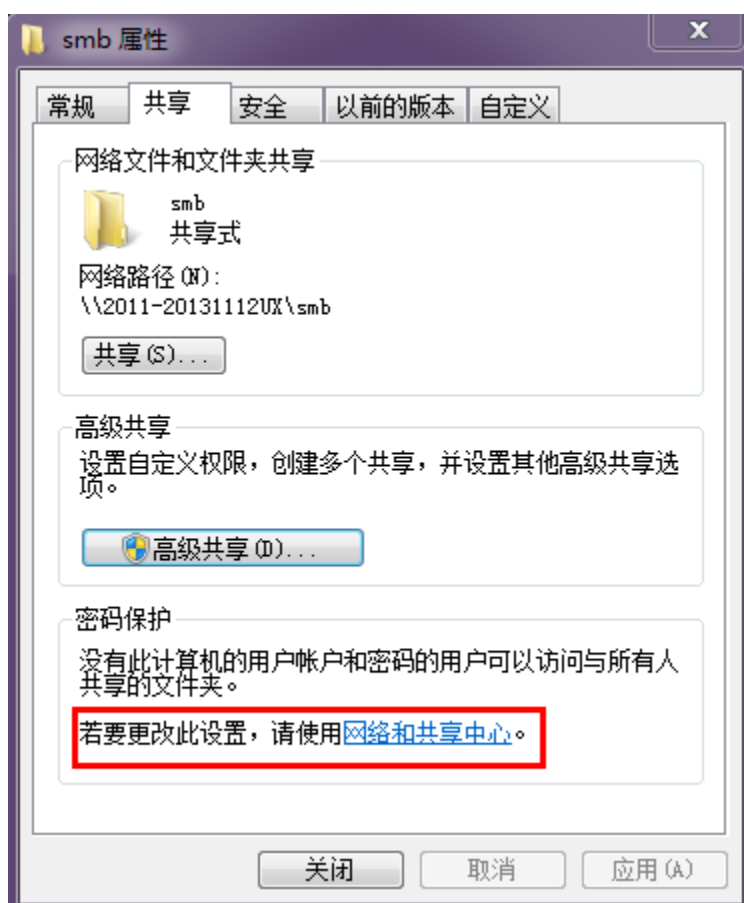 smb 属性
x
常规 共享 安全 以前的版本 自定义
网络文件和文件夹共享
smb
共享式
网络路径(N):
\\2011-20131112UX\smb
共享(S)...
高级共享
设置自定义权限，创建多个共享，并设置其他高级共享选
项。
高级共享(D)...
密码保护
没有此计算机的用户帐户和密码的用户可以访问与所有人
共享的文件夹。
若要更改此设置，请使用网络和共享中心。
关闭 取消 应用(A)